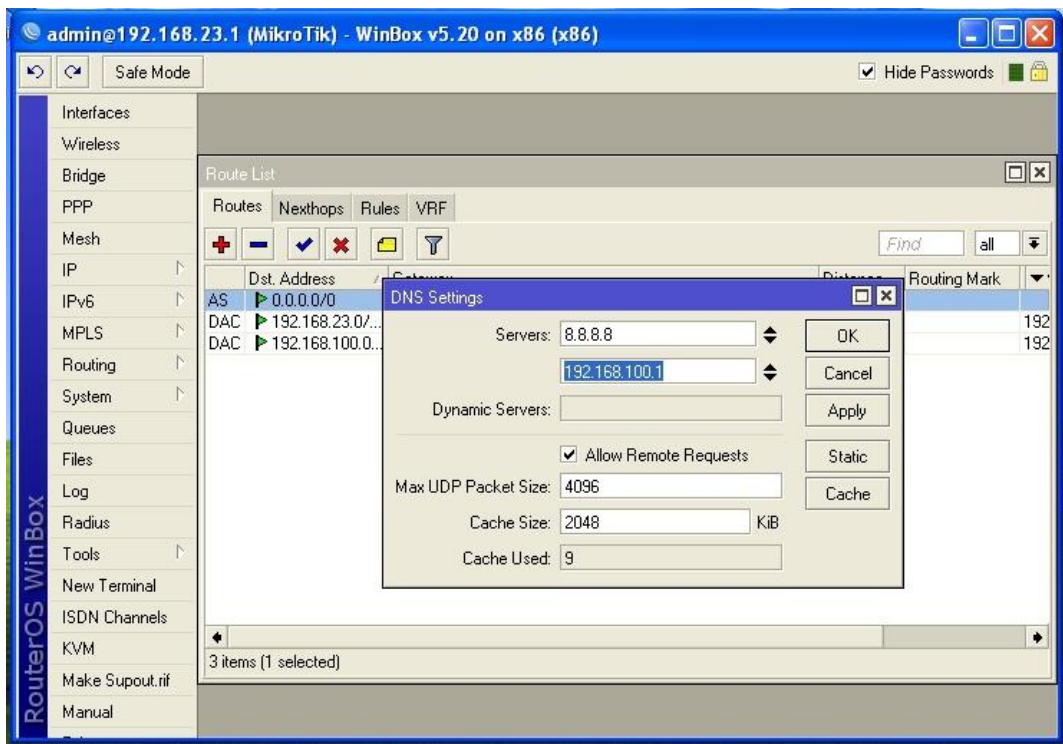 admin@192.168.23.1 (MikroTik) - WinBox v5.20 on x86 (x86)
Safe Mode
Hide Passwords
RouterOS WinBox
Interfaces
Wireless
Bridge
PPP
Mesh
IP
IPv6
MPLS
Routing
System
Queues
Files
Log
Radius
Tools
New Terminal
ISDN Channels
KVM
Make Supout.rif
Manual
Route List
Routes Nexthops Rules VRF
Find all
Dst. Address Gateway Distance Routing Mark
AS 0.0.0.0/0
DAC 192.168.23.0/... 192
DAC 192.168.100.0... 192
3 items (1 selected)
DNS Settings
Servers: 8.8.8.8
192.168.100.1
Dynamic Servers:
Allow Remote Requests
Max UDP Packet Size: 4096
Cache Size: 2048 KiB
Cache Used: 9
OK
Cancel
Apply
Static
Cache